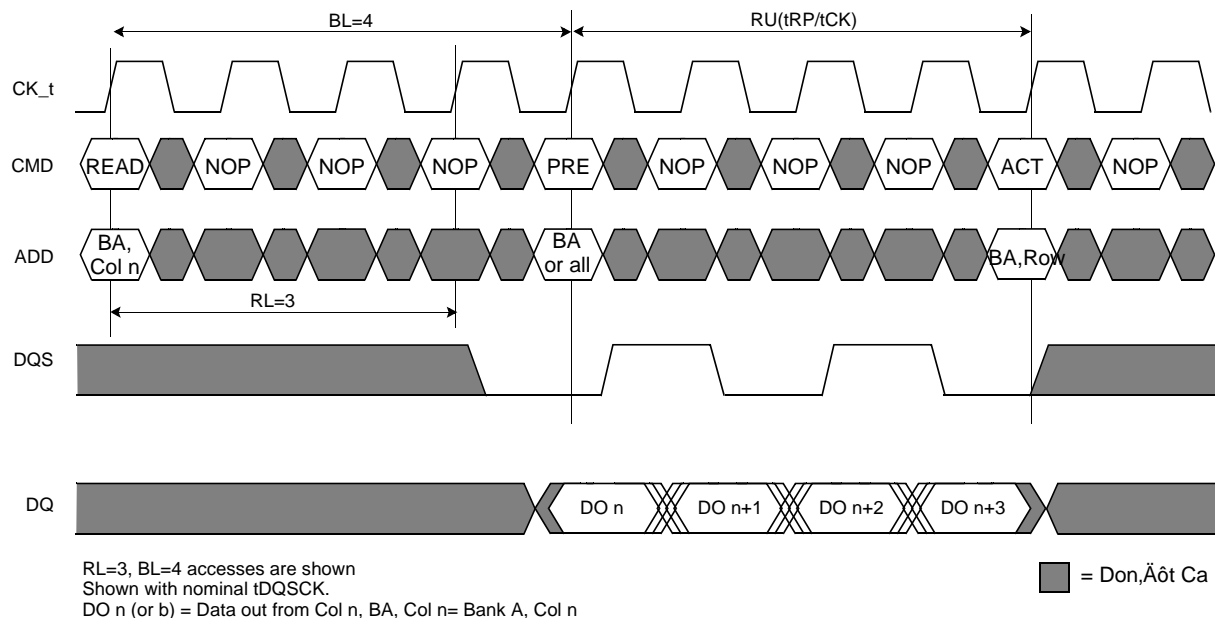 BL=4
RU(tRP/tCK)
CK_t
CMD
READ NOP NOP NOP PRE NOP NOP NOP ACT NOP
ADD
BA,
Col n
BA
or all
BA,Row
RL=3
DQS
DQ
DO n DO n+1 DO n+2 DO n+3
RL=3, BL=4 accesses are shown
Shown with nominal tDQSCK.
DO n (or b) = Data out from Col n, BA, Col n= Bank A, Col n
= Don‚Äôt Ca